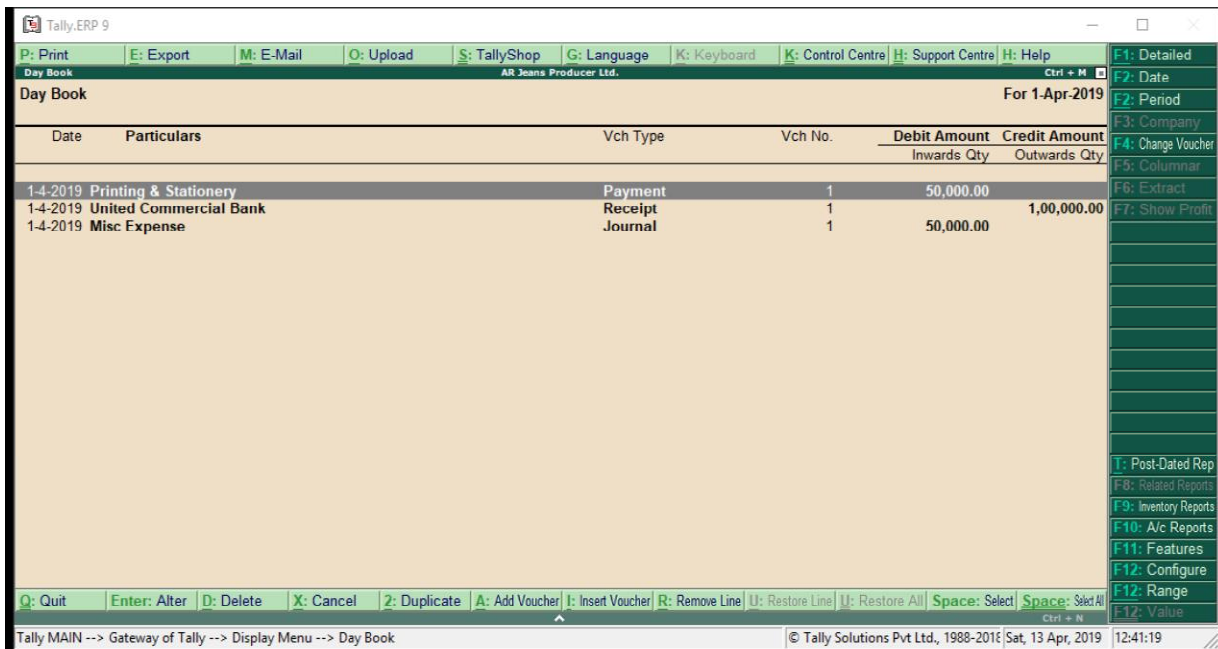 Tally.ERP 9
P: Print E: Export M: E-Mail O: Upload S: TallyShop G: Language K: Keyboard K: Control Centre H: Support Centre H: Help
Day Book AR Jeans Producer Ltd. Ctrl + M
Day Book For 1-Apr-2019
Date Particulars Vch Type Vch No. Debit Amount Credit Amount
Inwards Qty Outwards Qty
1-4-2019 Printing & Stationery Payment 1 50,000.00
1-4-2019 United Commercial Bank Receipt 1 1,00,000.00
1-4-2019 Misc Expense Journal 1 50,000.00
F1: Detailed
F2: Date
F2: Period
F3: Company
F4: Change Voucher
F5: Columnar
F6: Extract
F7: Show Profit
T: Post-Dated Rep
F8: Related Reports
F9: Inventory Reports
F10: A/c Reports
F11: Features
F12: Configure
F12: Range
F12: Value
Q: Quit Enter: Alter D: Delete X: Cancel 2: Duplicate A: Add Voucher I: Insert Voucher R: Remove Line U: Restore Line U: Restore All Space: Select Space: Select All
Ctrl + N
Tally MAIN --> Gateway of Tally --> Display Menu --> Day Book © Tally Solutions Pvt Ltd., 1988-2018 Sat, 13 Apr, 2019 12:41:19